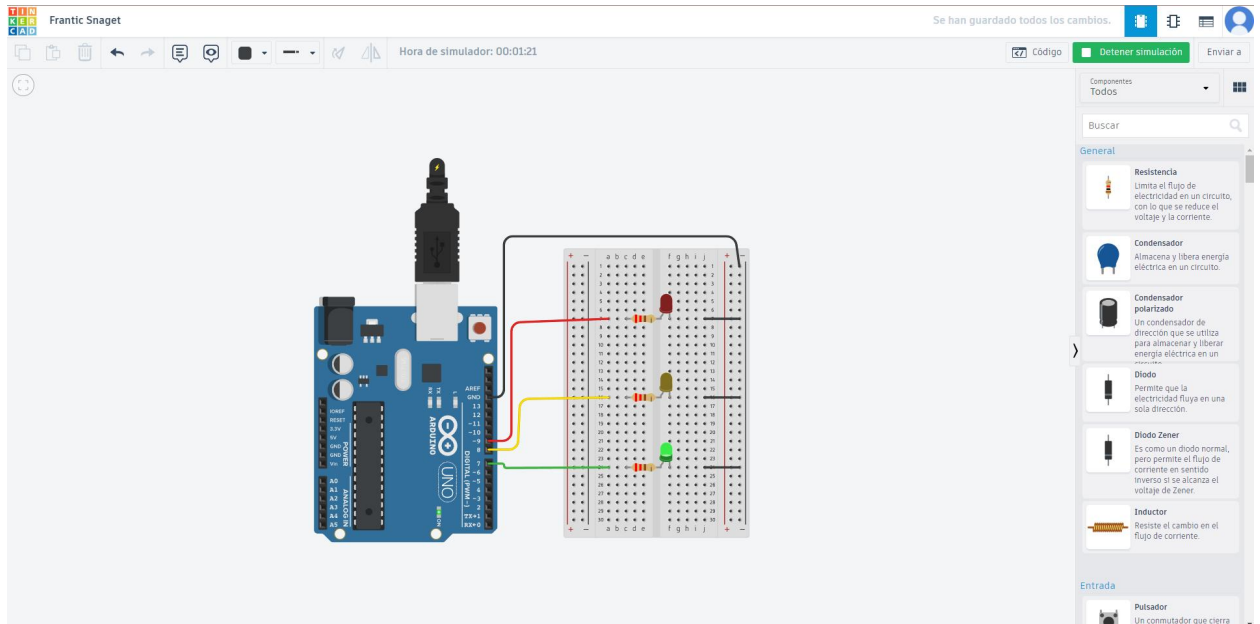 TIN
KER
CAD
Frantic Snaget
Se han guardado todos los cambios.
Hora de simulador: 00:01:21
Código
Detener simulación
Enviar a
Componentes
Todos
Buscar
General
Resistencia
Limita el flujo de
electricidad en un circuito,
con lo que se reduce el
voltaje y la corriente.
Condensador
Almacena y libera energía
eléctrica en un circuito.
Condensador
polarizado
Un condensador de
dirección que se utiliza
para almacenar y liberar
energía eléctrica en un
Diodo
Permite que la
electricidad fluya en una
sola dirección.
Diodo Zener
Es como un diodo normal,
pero permite el flujo de
corriente en sentido
inverso si se alcanza el
voltaje de Zener.
Inductor
Resiste el cambio en el
flujo de corriente.
Entrada
Pulsador
Un conmutador que cierra
AREF
GND
13
12
~11
~10
~9
8
7
~6
~5
4
~3
2
TX→1
RX←0
DIGITAL (PWM~)
ARDUINO
UNO
TX
RX
L
ON
IOREF
RESET
3.3V
5V
GND
GND
Vin
POWER
A0
A1
A2
A3
A4
A5
ANALOG IN
+ − a b c d e f g h i j + −
+ − a b c d e f g h i j + −